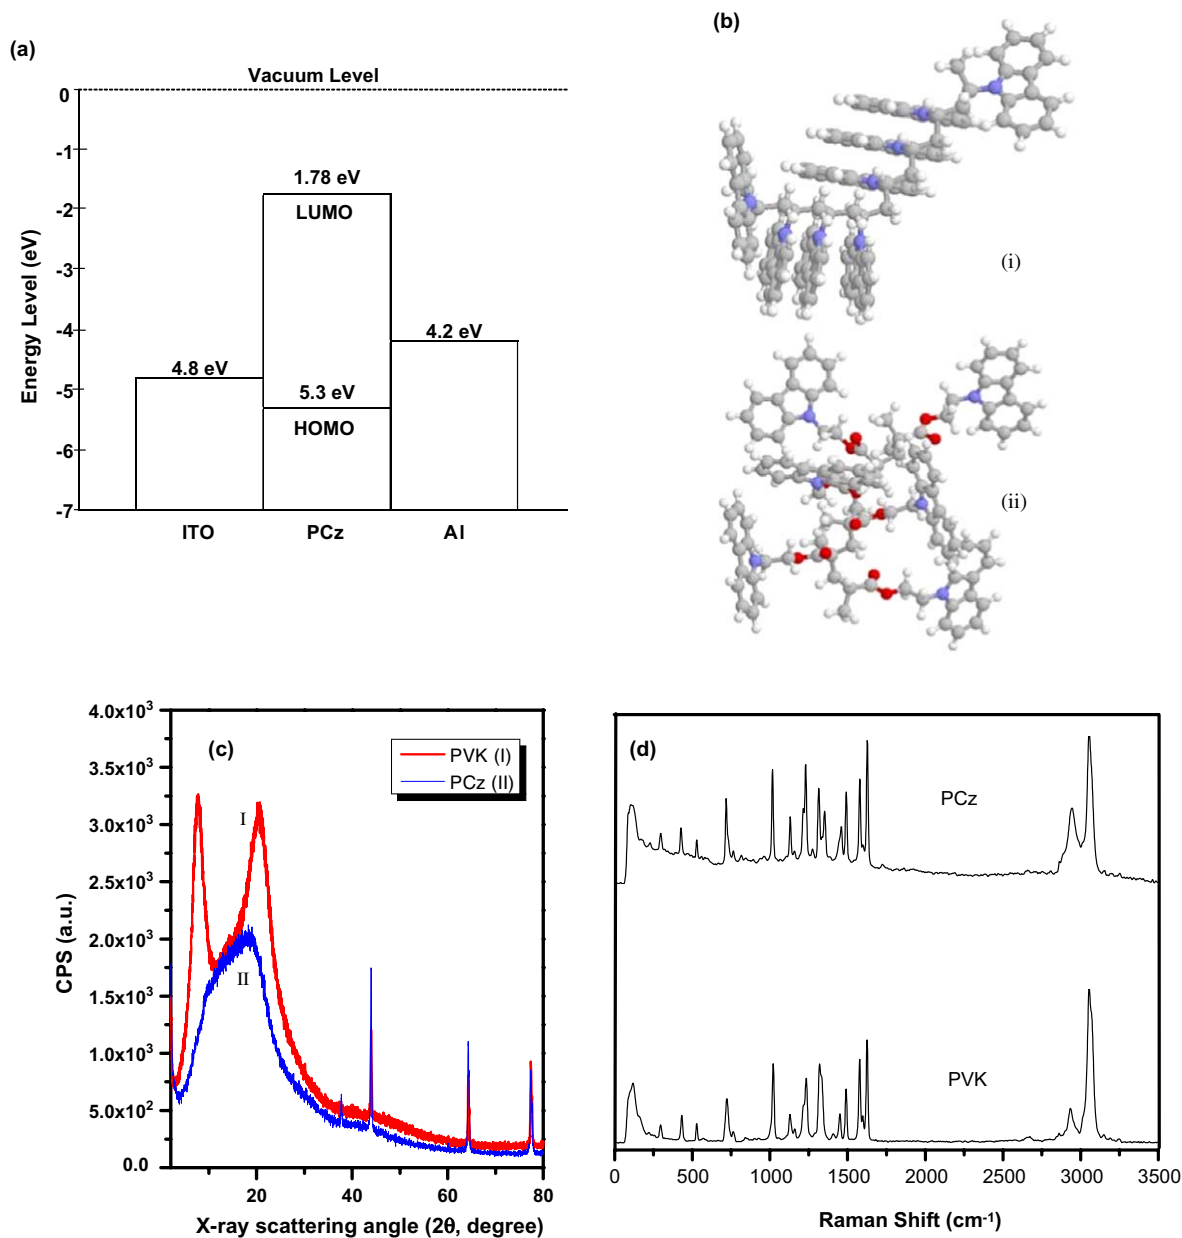 (a)
Vacuum Level
0
-1
-2
-3
-4
-5
-6
-7
Energy Level (eV)
1.78 eV
LUMO
4.2 eV
4.8 eV
5.3 eV
HOMO
ITO
PCz
Al
(b)
(i)
(ii)
(c)
4.0x10³
3.5x10³
3.0x10³
2.5x10³
2.0x10³
1.5x10³
1.0x10³
5.0x10²
0.0
CPS (a.u.)
PVK (I)
PCz (II)
I
II
20
40
60
80
X-ray scattering angle (2θ, degree)
(d)
PCz
PVK
0
500
1000
1500
2000
2500
3000
3500
Raman Shift (cm⁻¹)